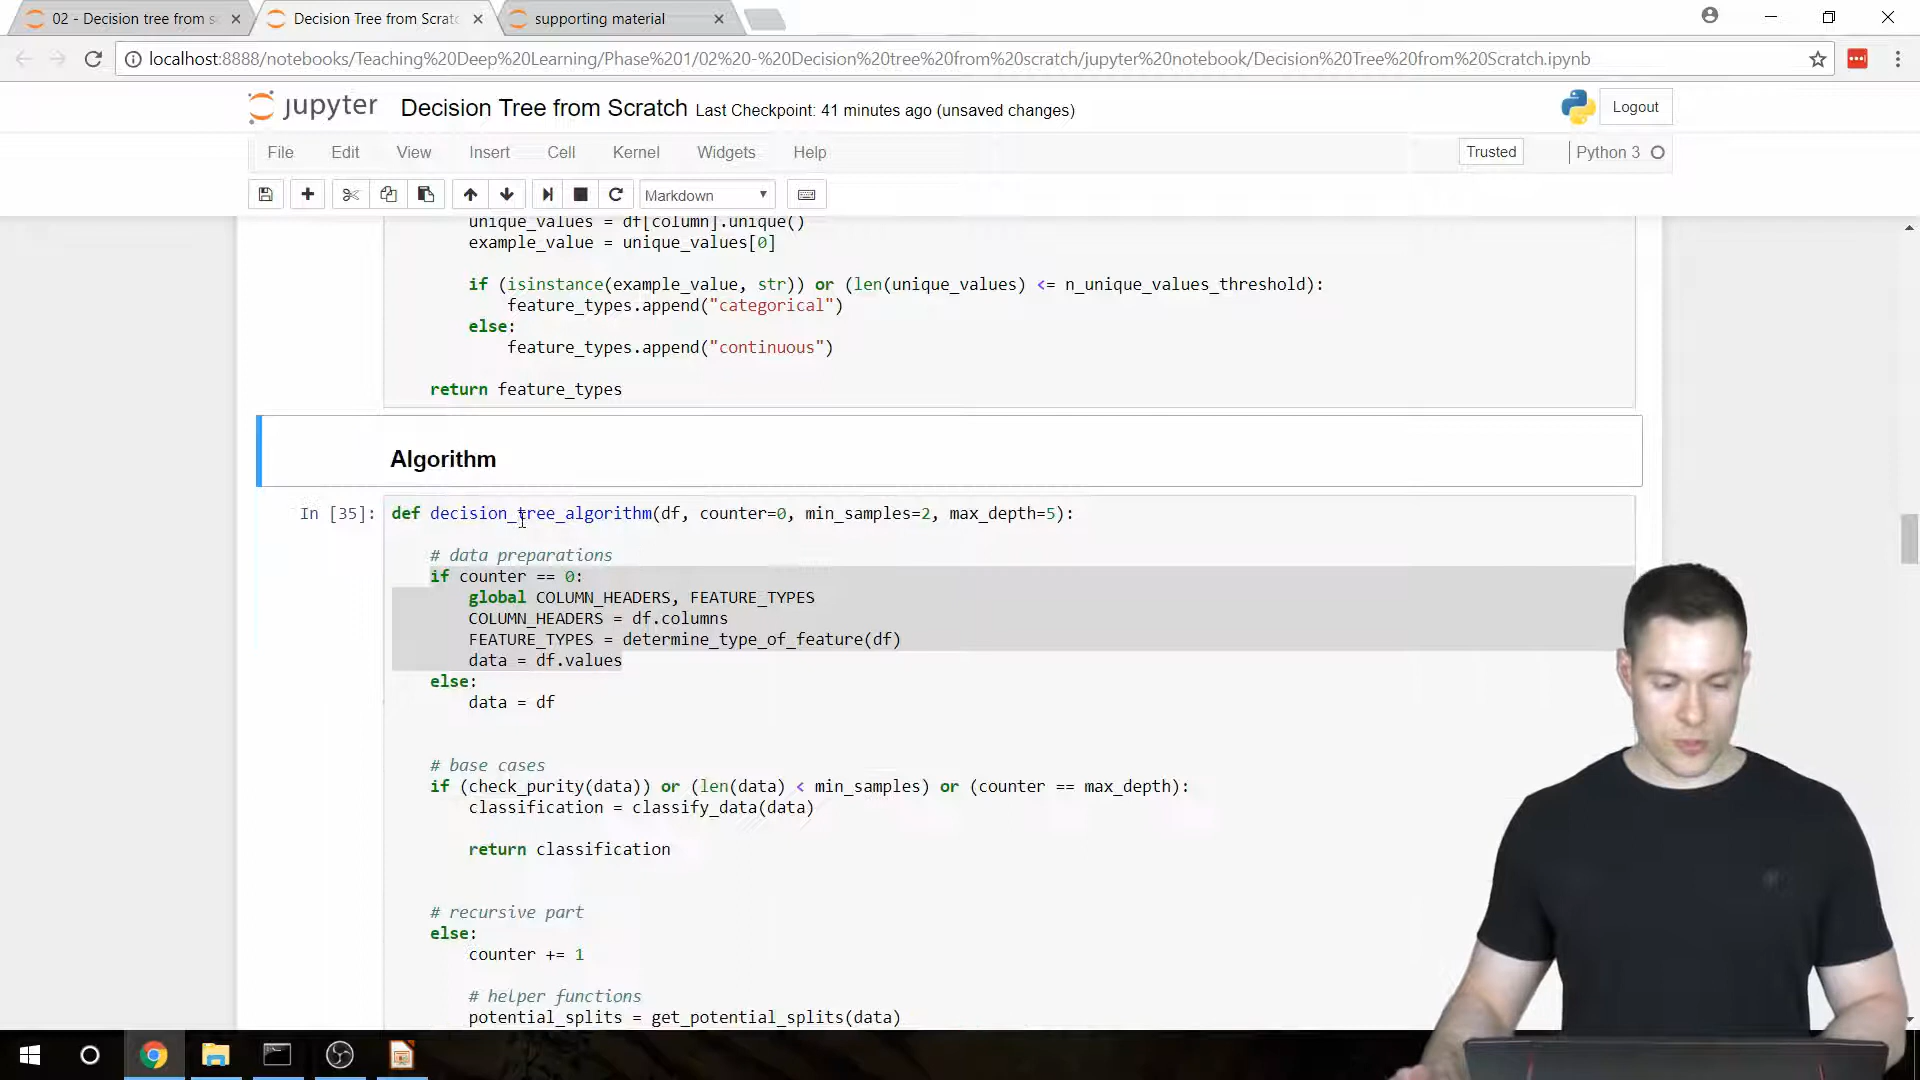 02 - Decision tree from s
Decision Tree from Scratc
supporting material
localhost:8888/notebooks/Teaching%20Deep%20Learning/Phase%201/02%20-%20Decision%20tree%20from%20scratch/jupyter%20notebook/Decision%20Tree%20from%20Scratch.ipynb
jupyter Decision Tree from Scratch Last Checkpoint: 41 minutes ago (unsaved changes)
Logout
File Edit View Insert Cell Kernel Widgets Help
Trusted
Python 3
Markdown
unique_values = df[column].unique()
example_value = unique_values[0]
if (isinstance(example_value, str)) or (len(unique_values) <= n_unique_values_threshold):
feature_types.append("categorical")
else:
feature_types.append("continuous")
return feature_types
Algorithm
In [35]: def decision_tree_algorithm(df, counter=0, min_samples=2, max_depth=5):
# data preparations
if counter == 0:
global COLUMN_HEADERS, FEATURE_TYPES
COLUMN_HEADERS = df.columns
FEATURE_TYPES = determine_type_of_feature(df)
data = df.values
else:
data = df
# base cases
if (check_purity(data)) or (len(data) < min_samples) or (counter == max_depth):
classification = classify_data(data)
return classification
# recursive part
else:
counter += 1
# helper functions
potential_splits = get_potential_splits(data)